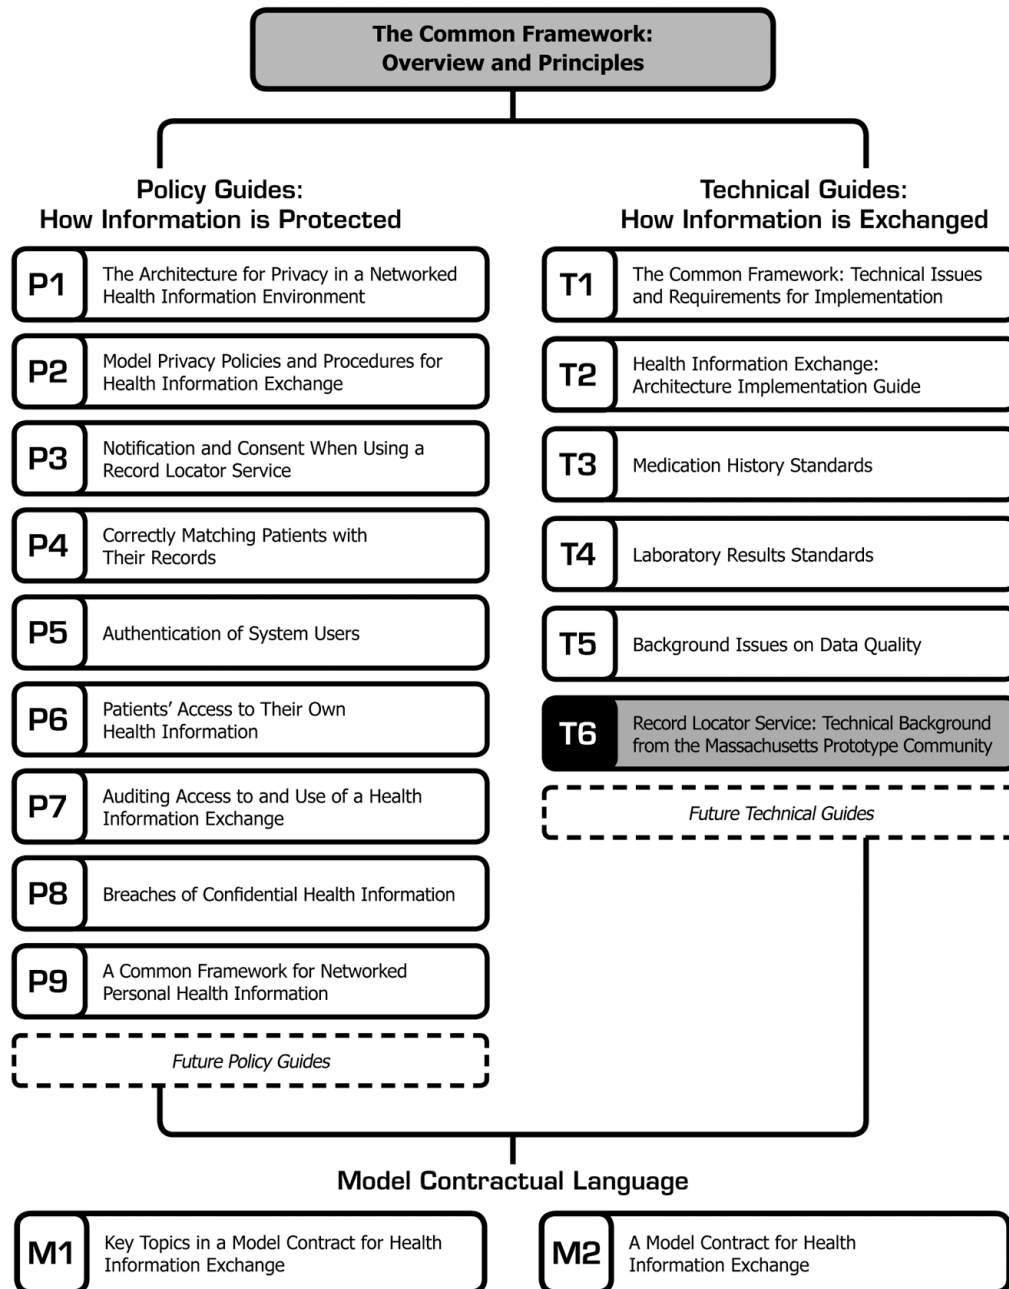 The Common Framework:
Overview and Principles
Policy Guides:
How Information is Protected
P1
The Architecture for Privacy in a Networked
Health Information Environment
P2
Model Privacy Policies and Procedures for
Health Information Exchange
P3
Notification and Consent When Using a
Record Locator Service
P4
Correctly Matching Patients with
Their Records
P5
Authentication of System Users
P6
Patients’ Access to Their Own
Health Information
P7
Auditing Access to and Use of a Health
Information Exchange
P8
Breaches of Confidential Health Information
P9
A Common Framework for Networked
Personal Health Information
Future Policy Guides
Technical Guides:
How Information is Exchanged
T1
The Common Framework: Technical Issues
and Requirements for Implementation
T2
Health Information Exchange:
Architecture Implementation Guide
T3
Medication History Standards
T4
Laboratory Results Standards
T5
Background Issues on Data Quality
T6
Record Locator Service: Technical Background
from the Massachusetts Prototype Community
Future Technical Guides
Model Contractual Language
M1
Key Topics in a Model Contract for Health
Information Exchange
M2
A Model Contract for Health
Information Exchange